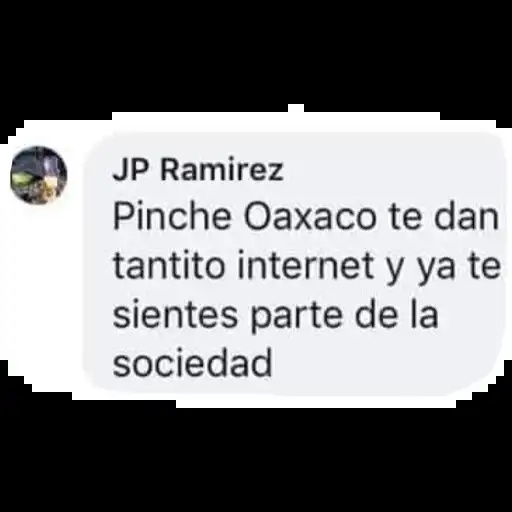 JP Ramirez
Pinche Oaxaco te dan
tantito internet y ya te
sientes parte de la
sociedad